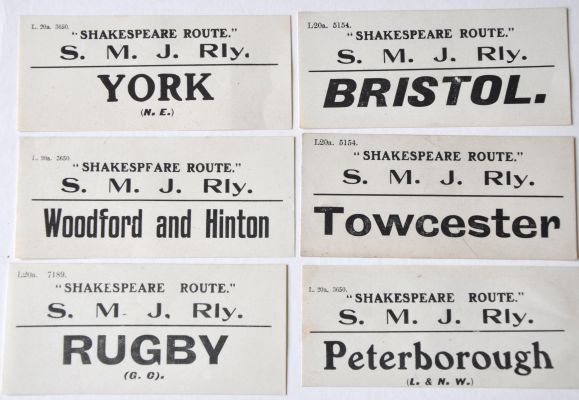 L. 20a. 3650.
"SHAKESPEARE ROUTE."
S. M. J. Rly.
YORK
(N. E.)
L20a. 5154.
"SHAKESPEARE ROUTE."
S. M. J. Rly.
BRISTOL.
L. 20a. 3650.
"SHAKESPEARE ROUTE."
S. M. J. Rly.
Woodford and Hinton
L20a. 5154.
"SHAKESPEARE ROUTE."
S. M. J. Rly.
Towcester
L20a. 7189.
"SHAKESPEARE ROUTE."
S. M. J. Rly.
RUGBY
(G. C).
L. 20a. 3650.
"SHAKESPEARE ROUTE."
S. M. J. Rly.
Peterborough
(L. & N. W.)